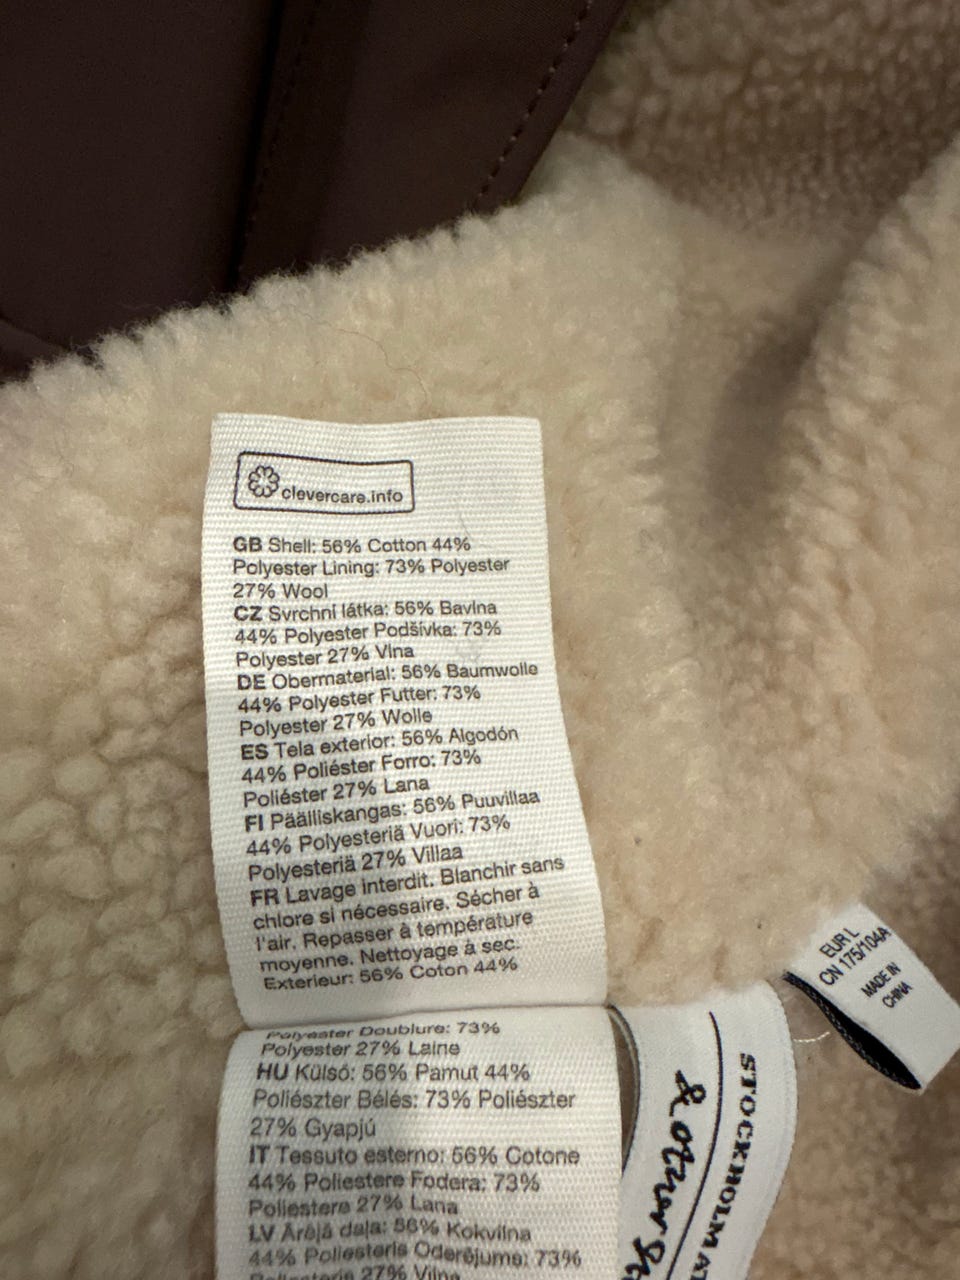 clevercare.info
GB Shell: 56% Cotton 44%
Polyester Lining: 73% Polyester
27% Wool
CZ Svrchní látka: 56% Bavlna
44% Polyester Podšívka: 73%
Polyester 27% Vlna
DE Obermaterial: 56% Baumwolle
44% Polyester Futter: 73%
Polyester 27% Wolle
ES Tela exterior: 56% Algodón
44% Poliéster Forro: 73%
Poliéster 27% Lana
FI Päälliskangas: 56% Puuvillaa
44% Polyesteriä Vuori: 73%
Polyesteriä 27% Villaa
FR Lavage interdit. Blanchir sans
chlore si nécessaire. Sécher à
l'air. Repasser à température
moyenne. Nettoyage à sec.
Exterieur: 56% Coton 44%
Polyester Doublure: 73%
Polyester 27% Laine
HU Külső: 56% Pamut 44%
Poliészter Bélés: 73% Poliészter
27% Gyapjú
IT Tessuto esterno: 56% Cotone
44% Poliestere Fodera: 73%
Poliestere 27% Lana
LV Ārējā daļa: 56% Kokvilna
44% Poliesteris Oderējums: 73%
Poliesteris 27% Vilna
EUR L
CN 175/104A
MADE IN
CHINA
STOCKHOLM